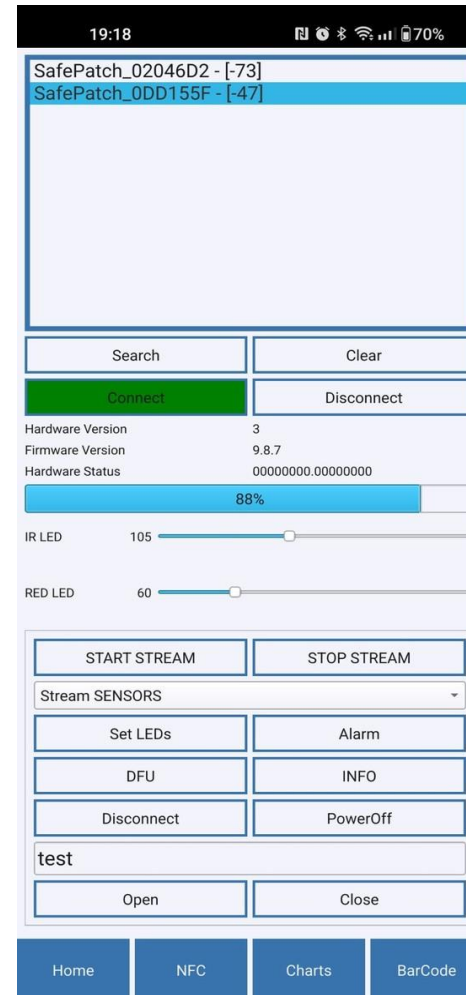 19:18 70%
SafePatch_02046D2 - [-73]
SafePatch_0DD155F - [-47]
Search Clear
Connect Disconnect
Hardware Version 3
Firmware Version 9.8.7
Hardware Status 00000000.00000000
88%
IR LED 105
RED LED 60
START STREAM STOP STREAM
Stream SENSORS
Set LEDs Alarm
DFU INFO
Disconnect PowerOff
test
Open Close
Home NFC Charts BarCode